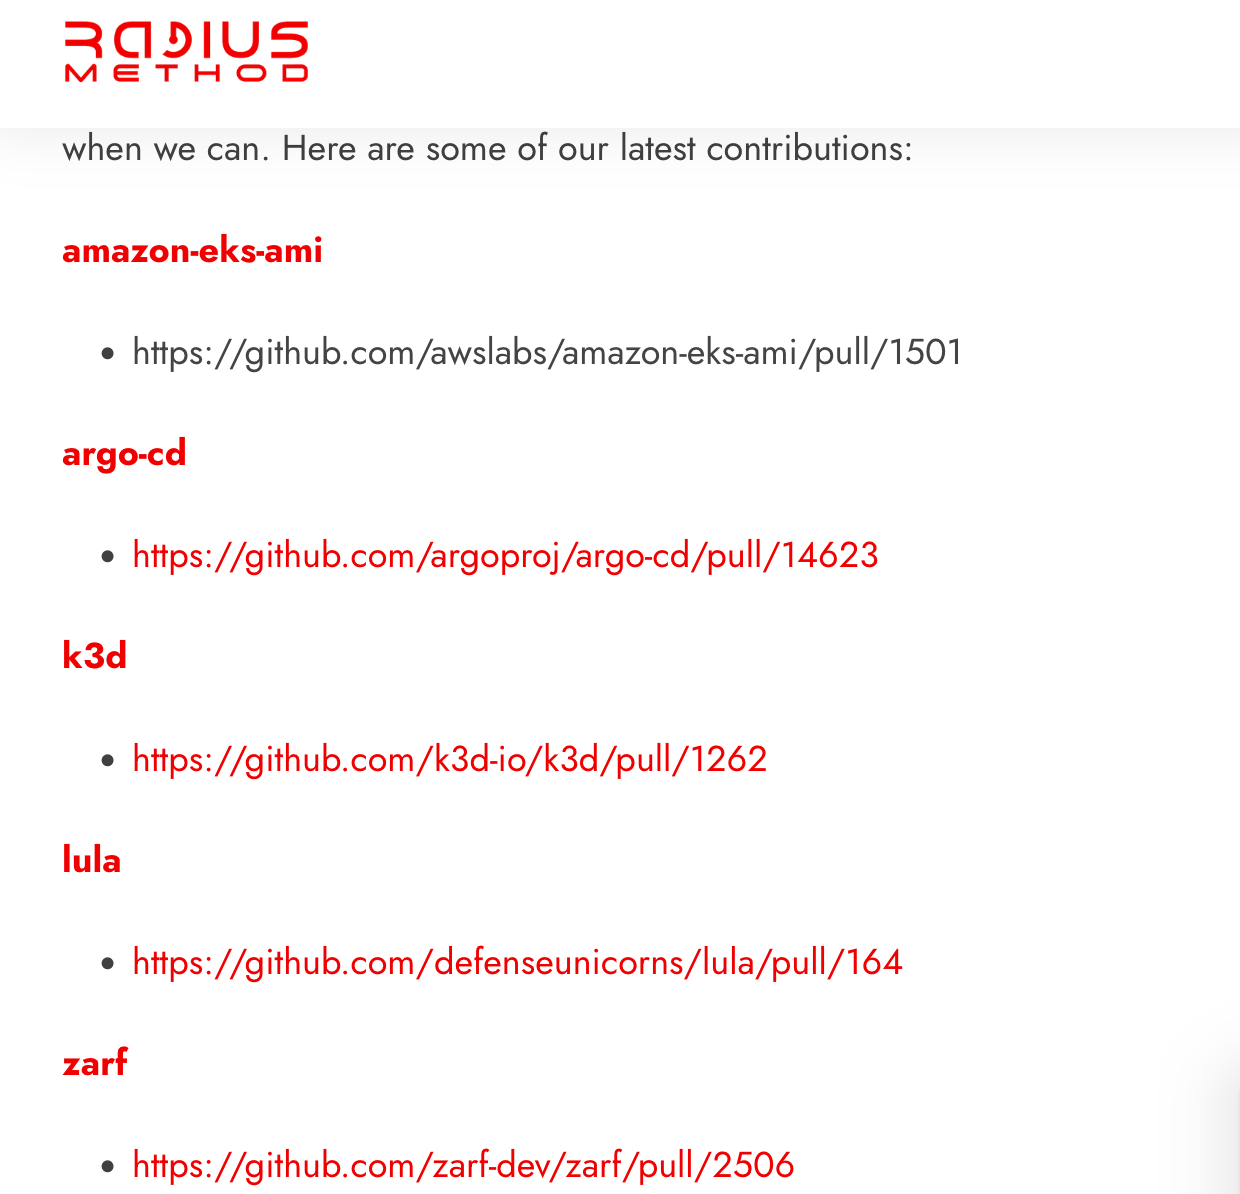 RADIUS
METHOD
when we can. Here are some of our latest contributions:
amazon-eks-ami
https://github.com/awslabs/amazon-eks-ami/pull/1501
argo-cd
https://github.com/argoproj/argo-cd/pull/14623
k3d
https://github.com/k3d-io/k3d/pull/1262
lula
https://github.com/defenseunicorns/lula/pull/164
zarf
https://github.com/zarf-dev/zarf/pull/2506